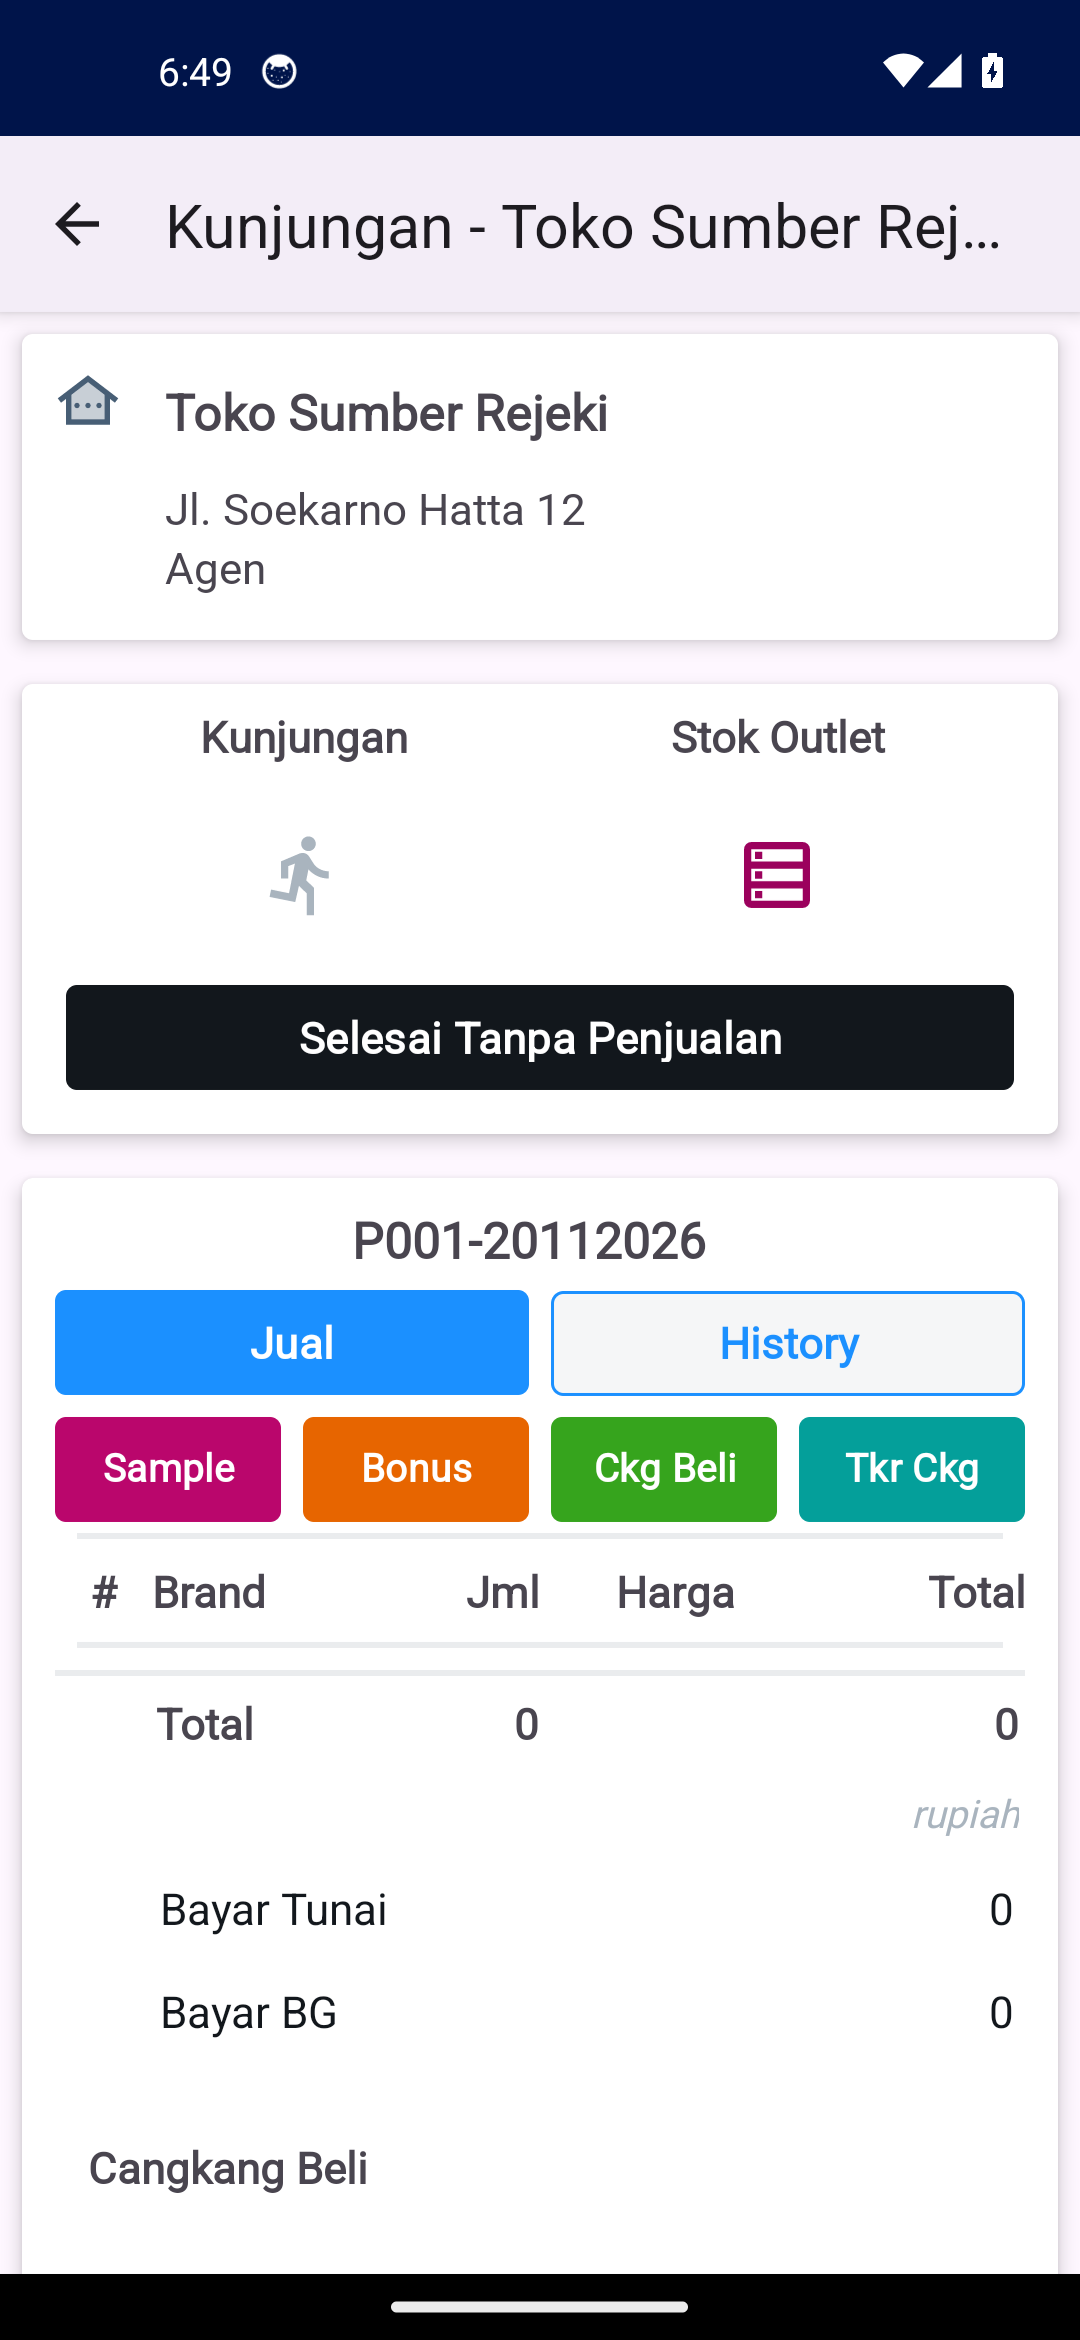 6:49
Kunjungan - Toko Sumber Rej...
Toko Sumber Rejeki
Jl. Soekarno Hatta 12
Agen
Kunjungan Stok Outlet
Selesai Tanpa Penjualan
P001-20112026
Jual History
Sample Bonus Ckg Beli Tkr Ckg
# Brand Jml Harga Total
Total 0 0
rupiah
Bayar Tunai 0
Bayar BG 0
Cangkang Beli